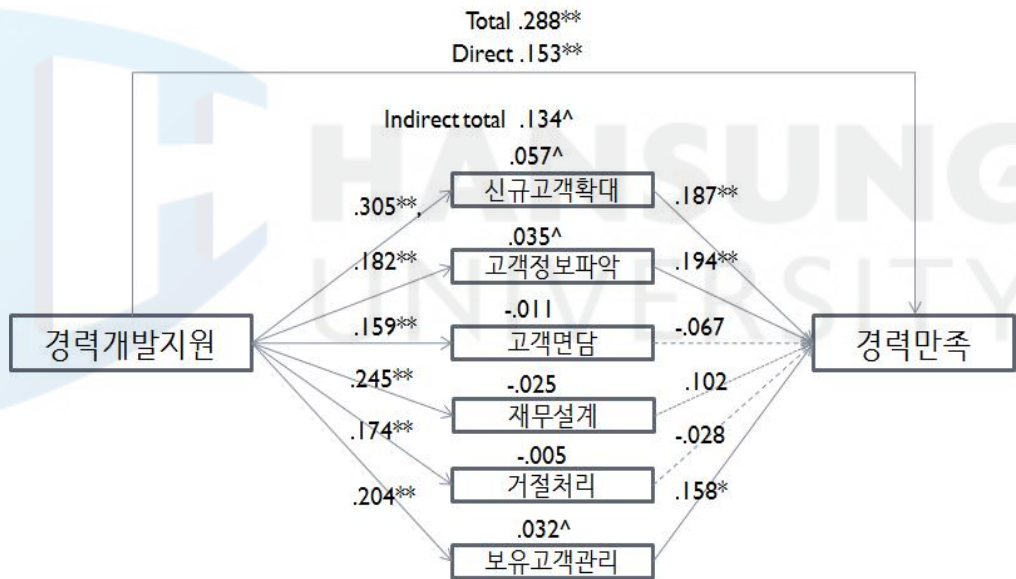 Total .288**
Direct .153**
Indirect total .134^
.057^
신규고객확대
.305**,
.187**
.035^
고객정보파악
.182**
.194**
-.011
고객면담
.159**
-.067
경력개발지원
경력만족
-.025
재무설계
.245**
.102
-.005
거절처리
.174**
-.028
.032^
보유고객관리
.204**
.158*
HANSUNG
UNIVERSITY